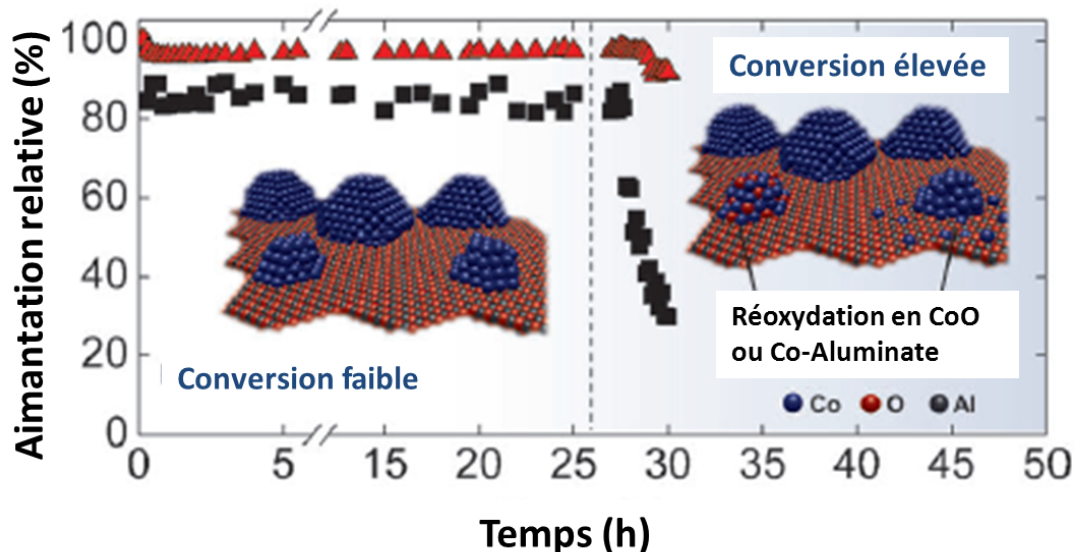 Aimantation relative (%)
100
80
60
40
20
0
Conversion élevée
Conversion faible
Réoxydation en CoO
ou Co-Aluminate
Co O Al
0 5 15 20 25 30 35 40 45 50
Temps (h)